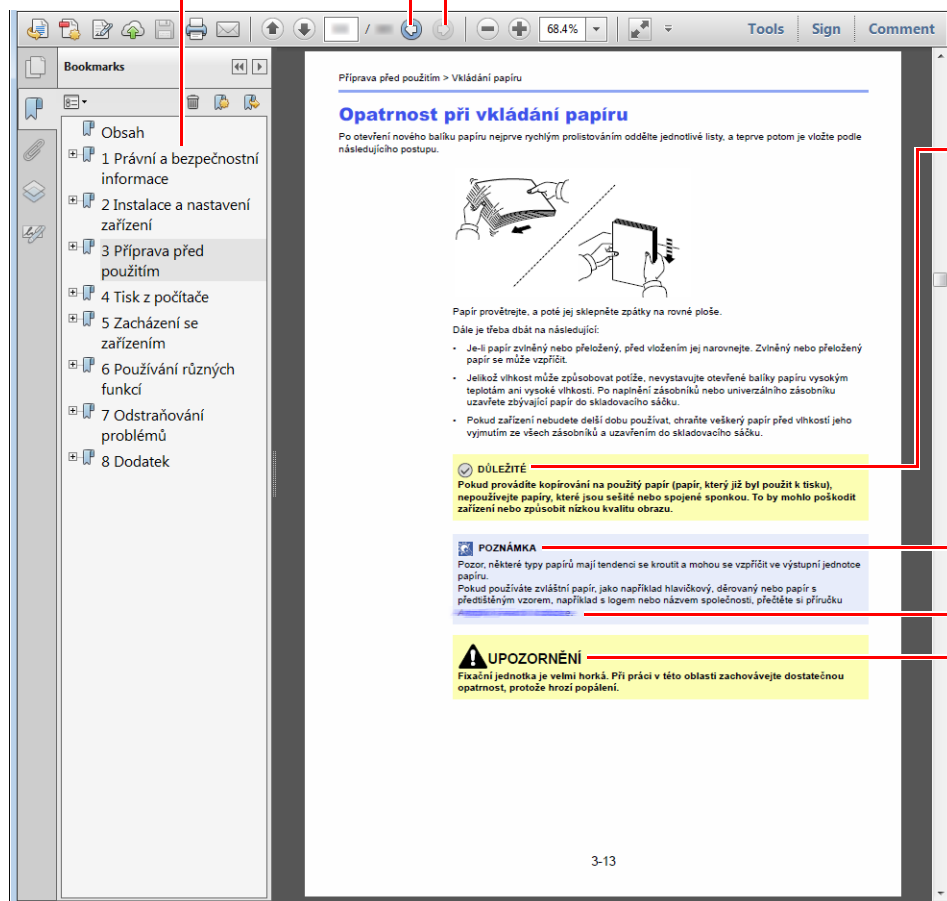 /
68.4%
Tools
Sign
Comment
Bookmarks
Obsah
1 Právní a bezpečnostní
informace
2 Instalace a nastavení
zařízení
3 Příprava před
použitím
4 Tisk z počítače
5 Zacházení se
zařízením
6 Používání různých
funkcí
7 Odstraňování
problémů
8 Dodatek
Příprava před použitím > Vkládání papíru
Opatrnost při vkládání papíru
Po otevření nového balíku papíru nejprve rychlým prolistováním oddělte jednotlivé listy, a teprve potom je vložte podle
následujícího postupu.
Papír provětrejte, a poté jej sklepněte zpátky na rovné ploše.
Dále je třeba dbát na následující:
• Je-li papír zvlněný nebo přeložený, před vložením jej narovnejte. Zvlněný nebo přeložený
papír se může vzpříčit.
• Jelikož vlhkost může způsobovat potíže, nevystavujte otevřené balíky papíru vysokým
teplotám ani vysoké vlhkosti. Po naplnění zásobníků nebo univerzálního zásobníku
uzavřete zbývající papír do skladovacího sáčku.
• Pokud zařízení nebudete delší dobu používat, chraňte veškerý papír před vlhkostí jeho
vyjmutím ze všech zásobníků a uzavřením do skladovacího sáčku.
DŮLEŽITÉ
Pokud provádíte kopírování na použitý papír (papír, který již byl použit k tisku),
nepoužívejte papíry, které jsou sešité nebo spojené sponkou. To by mohlo poškodit
zařízení nebo způsobit nízkou kvalitu obrazu.
POZNÁMKA
Pozor, některé typy papírů mají tendenci se kroutit a mohou se vzpříčit ve výstupní jednotce
papíru.
Pokud používáte zvláštní papír, jako například hlavičkový, děrovaný nebo papír s
předtištěným vzorem, například s logem nebo názvem společnosti, přečtěte si příručku
UPOZORNĚNÍ
Fixační jednotka je velmi horká. Při práci v této oblasti zachovávejte dostatečnou
opatrnost, protože hrozí popálení.
3-13